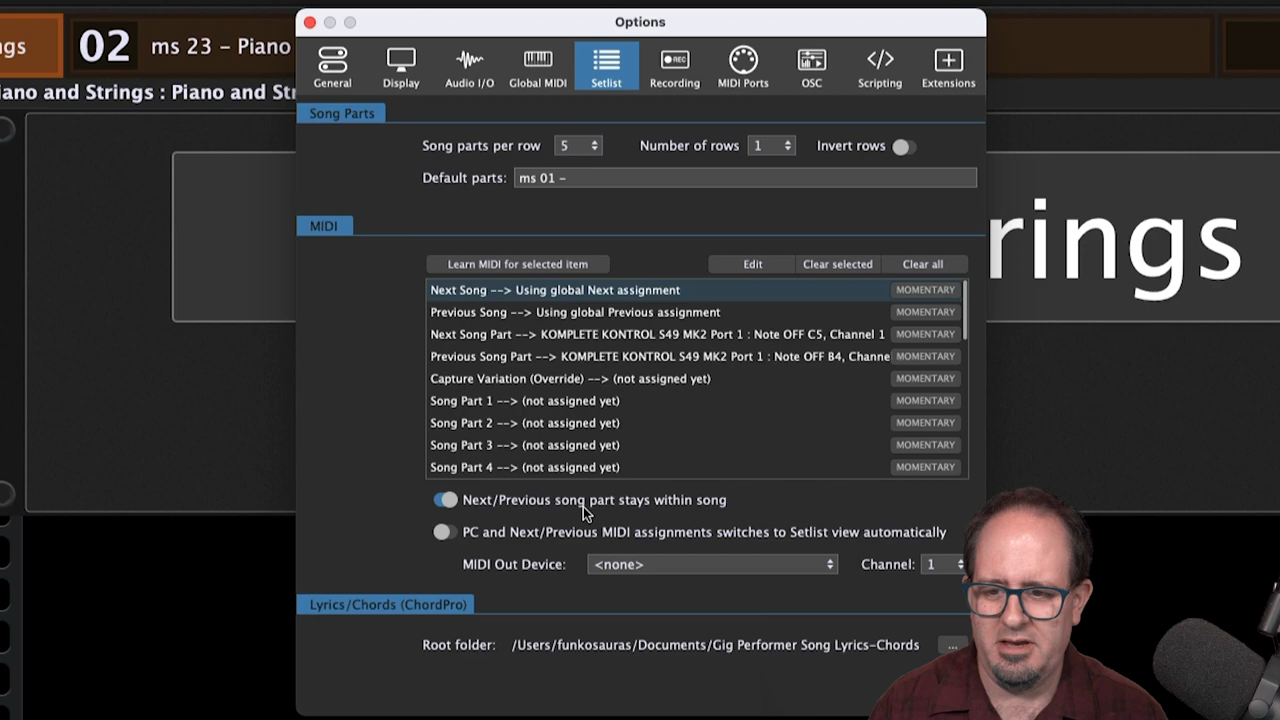 Options
ngs 02 ms 23 – Piano
General Display Audio I/O Global MIDI Setlist Recording MIDI Ports OSC Scripting Extensions
iano and Strings : Piano and Str
Song Parts
Song parts per row 5 Number of rows 1 Invert rows
Default parts: ms 01 –
rings
MIDI
Learn MIDI for selected item Edit Clear selected Clear all
Next Song --> Using global Next assignment MOMENTARY
Previous Song --> Using global Previous assignment MOMENTARY
Next Song Part --> KOMPLETE KONTROL S49 MK2 Port 1 : Note OFF C5, Channel 1 MOMENTARY
Previous Song Part --> KOMPLETE KONTROL S49 MK2 Port 1 : Note OFF B4, Channe MOMENTARY
Capture Variation (Override) --> (not assigned yet) MOMENTARY
Song Part 1 --> (not assigned yet) MOMENTARY
Song Part 2 --> (not assigned yet) MOMENTARY
Song Part 3 --> (not assigned yet) MOMENTARY
Song Part 4 --> (not assigned yet) MOMENTARY
Next/Previous song part stays within song
PC and Next/Previous MIDI assignments switches to Setlist view automatically
MIDI Out Device: <none> Channel: 1
Lyrics/Chords (ChordPro)
Root folder: /Users/funkosauras/Documents/Gig Performer Song Lyrics-Chords ...